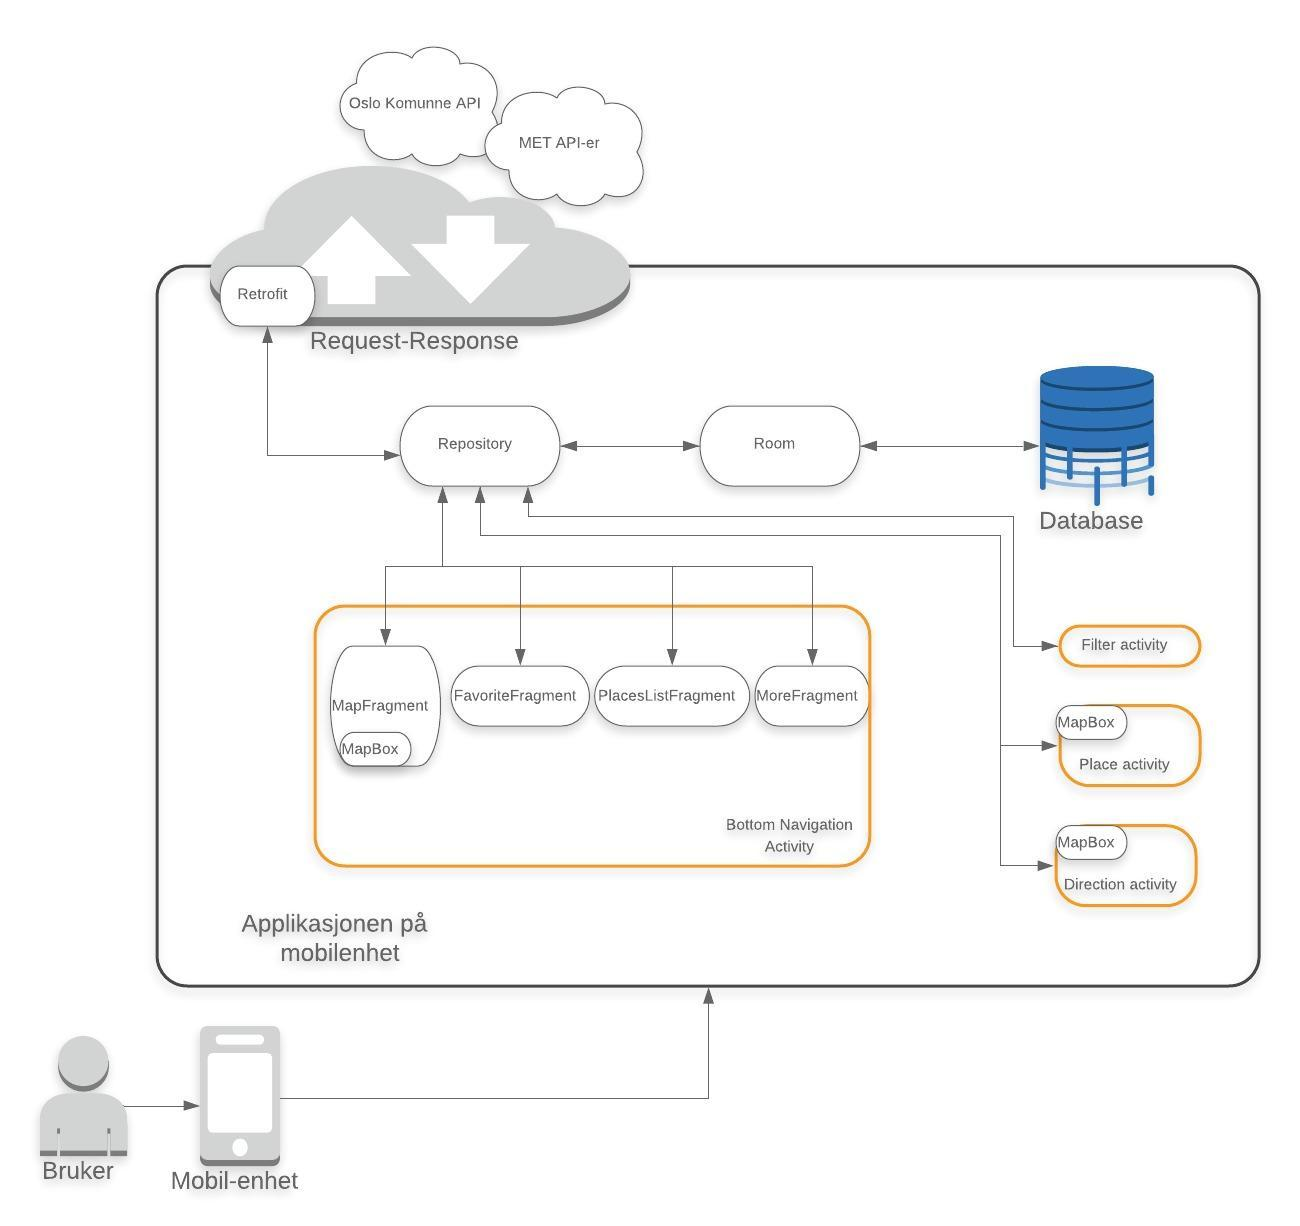 Oslo Komunne API
MET API-er
Retrofit
Request-Response
Repository
Room
Database
Filter activity
MapFragment
MapBox
FavoriteFragment
PlacesListFragment
MoreFragment
MapBox
Place activity
Bottom Navigation
Activity
MapBox
Direction activity
Applikasjonen på
mobilenhet
Bruker
Mobil-enhet